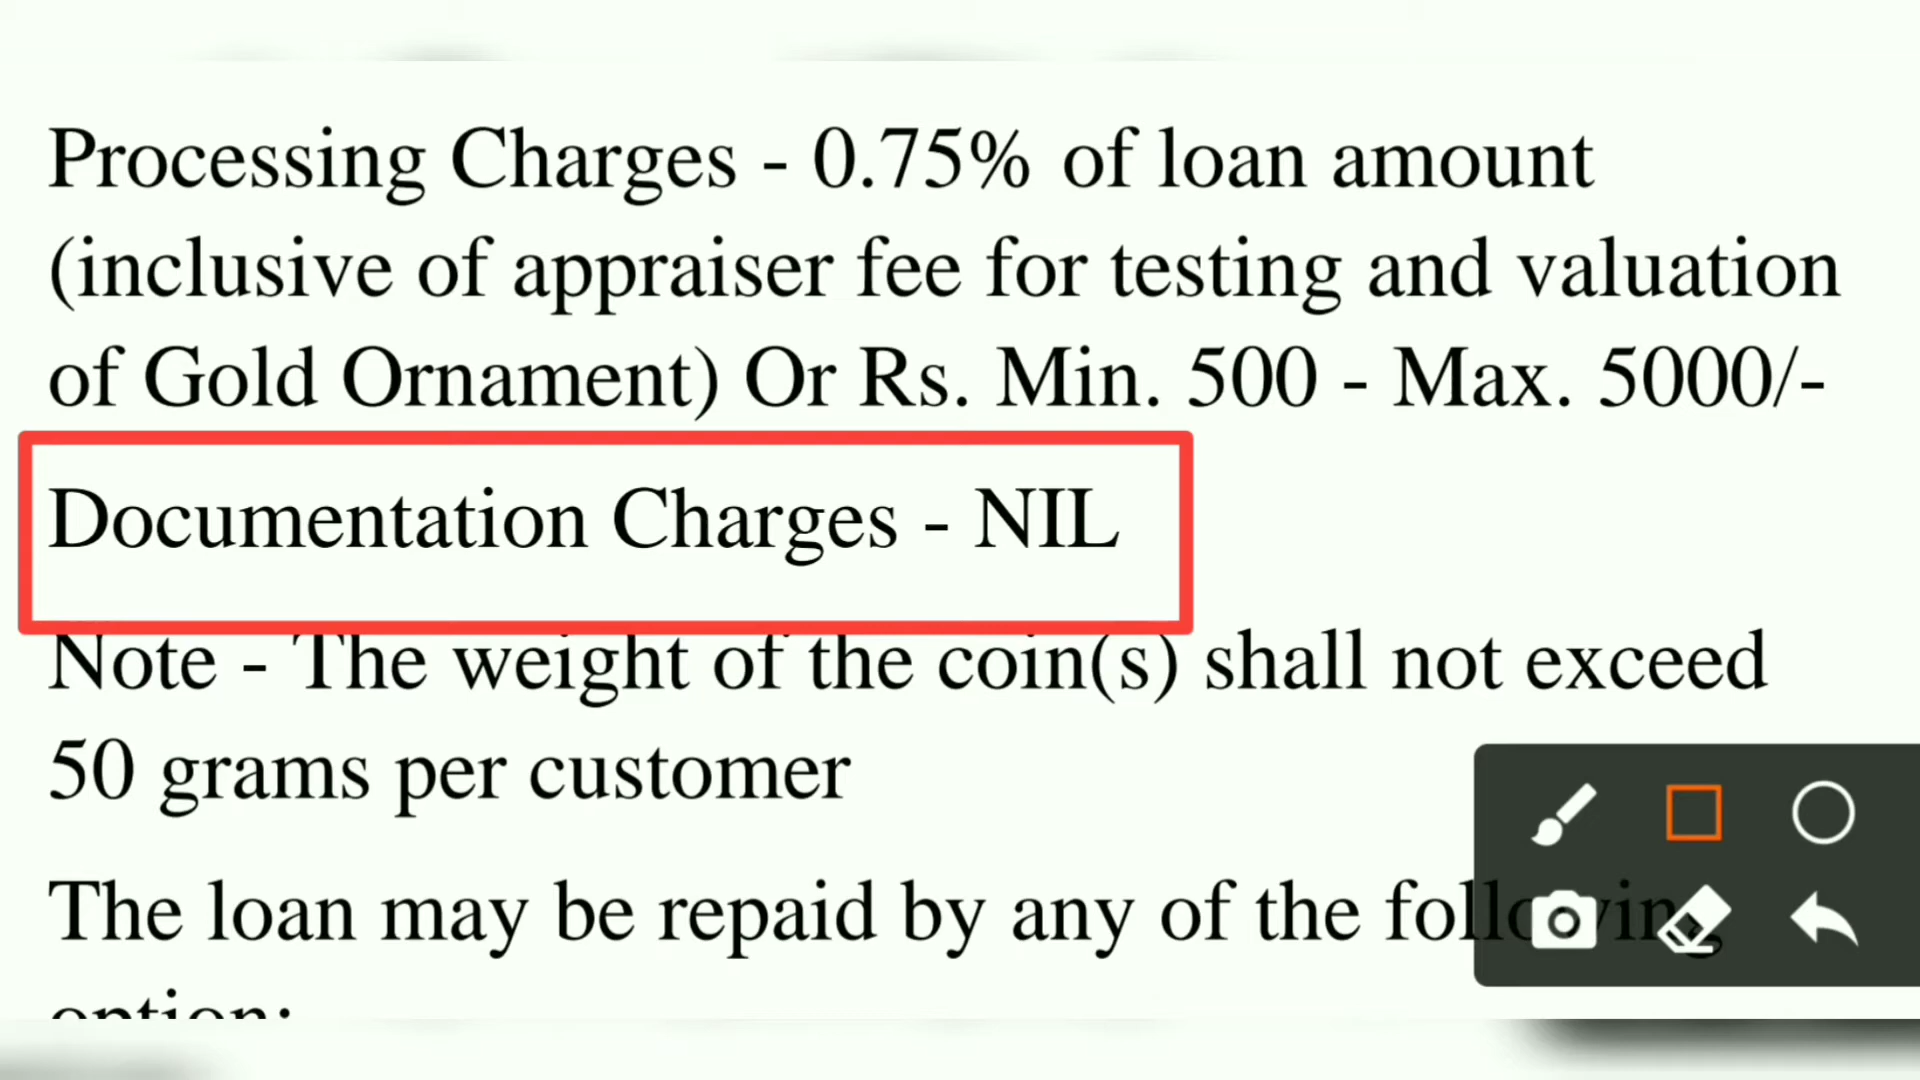 Processing Charges - 0.75% of loan amount
(inclusive of appraiser fee for testing and valuation
of Gold Ornament) Or Rs. Min. 500 - Max. 5000/-
Documentation Charges - NIL
Note - The weight of the coin(s) shall not exceed
50 grams per customer
The loan may be repaid by any of the following
option: